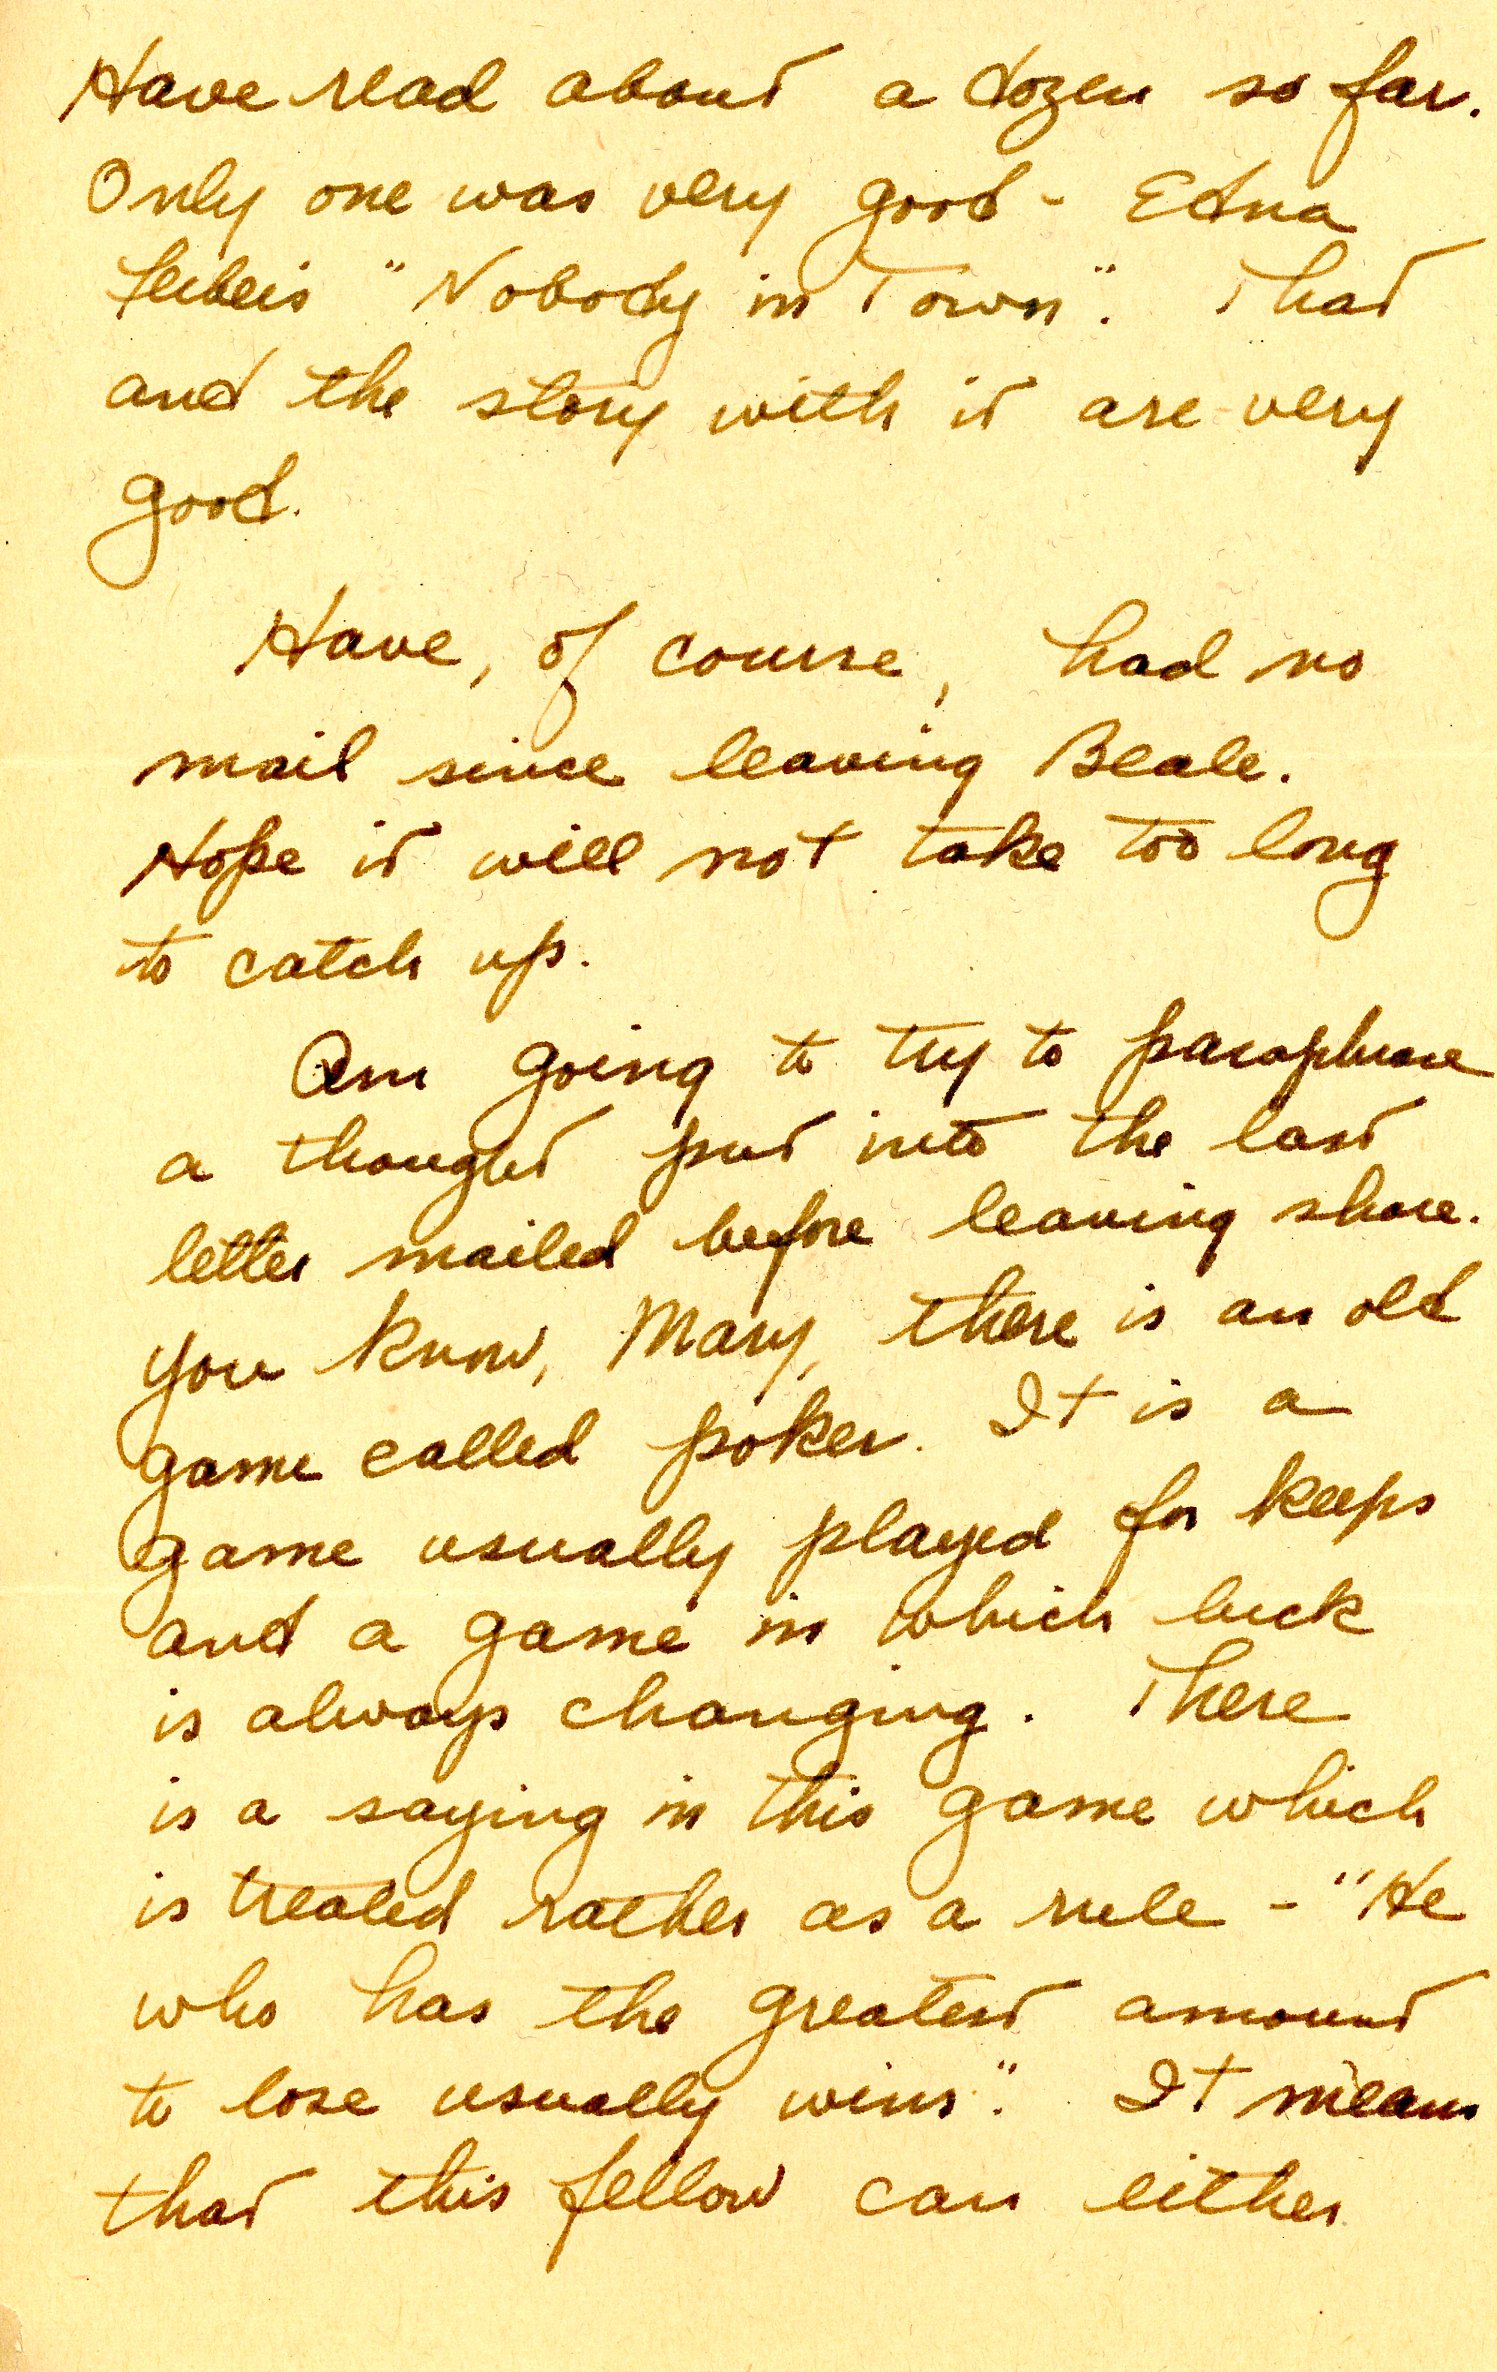 Have read about a dozen so far.
Only one was very good - Edna
Ferber's "Nobody in Town". That
and the story with it are very
good.
Have, of course, had no
mail since leaving Beale.
Hope it will not take too long
to catch up.
Am going to try to paraphrase
a thought put into the last
letter mailed before leaving shore.
You know, Mary, there is an old
game called poker. It is a
game usually played for keeps
and a game in which luck
is always changing. There
is a saying in this game which
is treated rather as a rule - "He
who has the greatest amount
to lose usually wins". It means
that this fellow can either